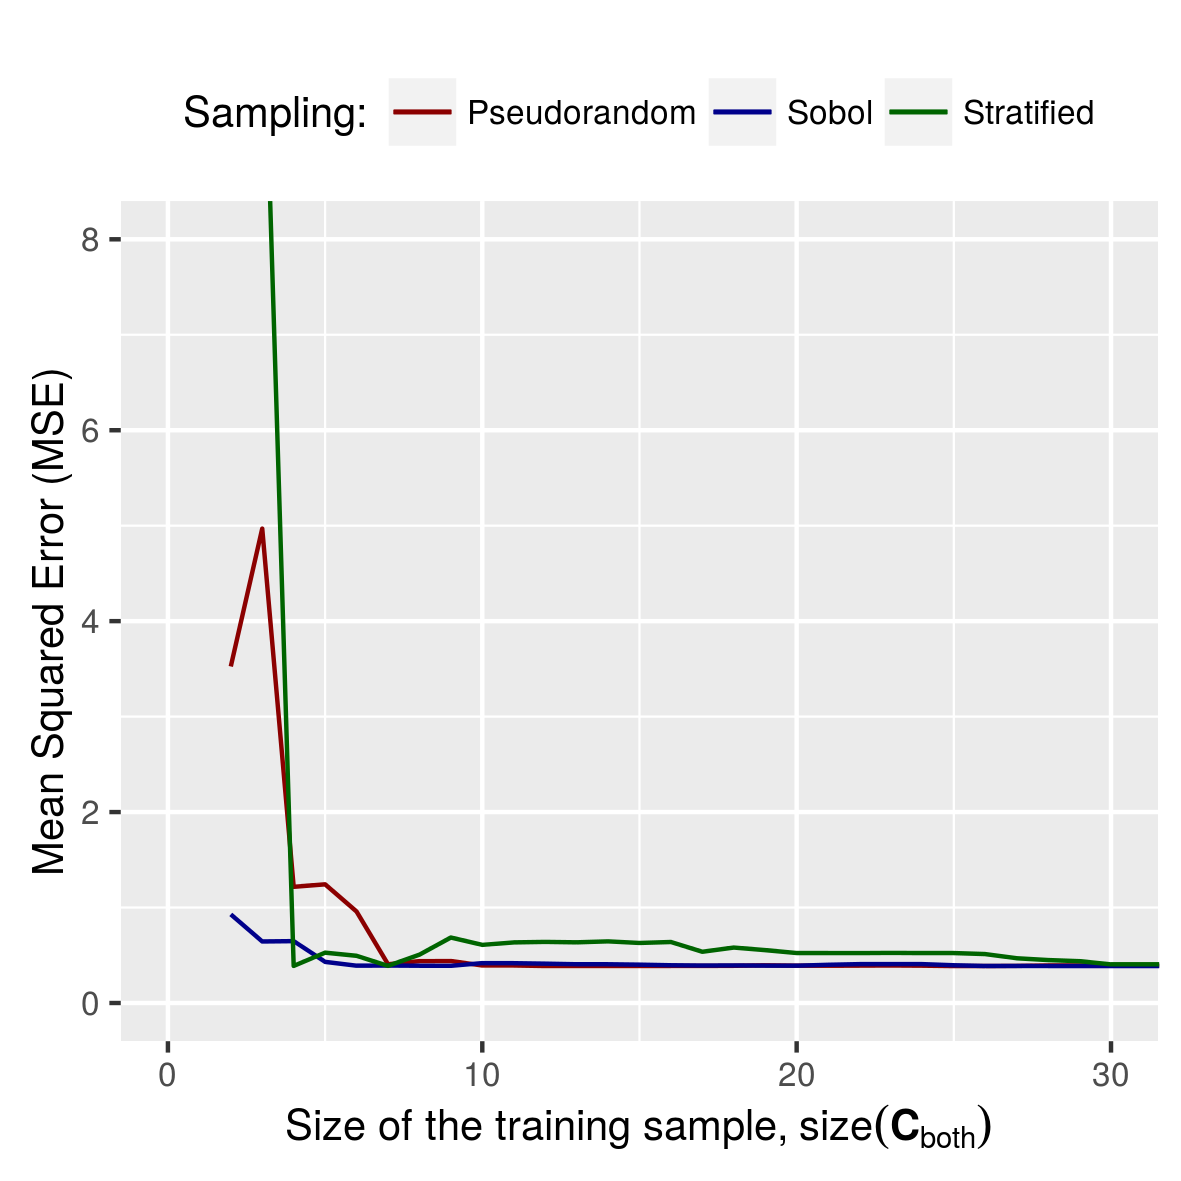 Sampling: Pseudorandom Sobol Stratified
8
6
4
2
0
Mean Squared Error (MSE)
0 10 20 30
Size of the training sample, size(C_both)